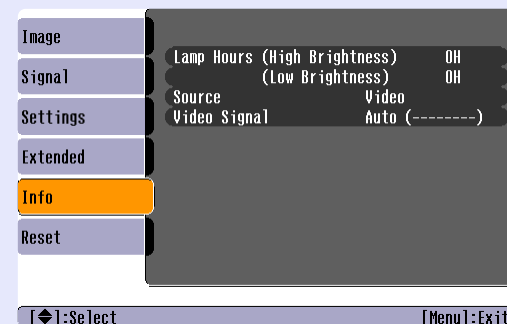 Image
Signal
Settings
Extended
Info
Reset
Lamp Hours (High Brightness) 0H
(Low Brightness) 0H
Source Video
Video Signal Auto (--------)
[◆]:Select [Menu]:Exit